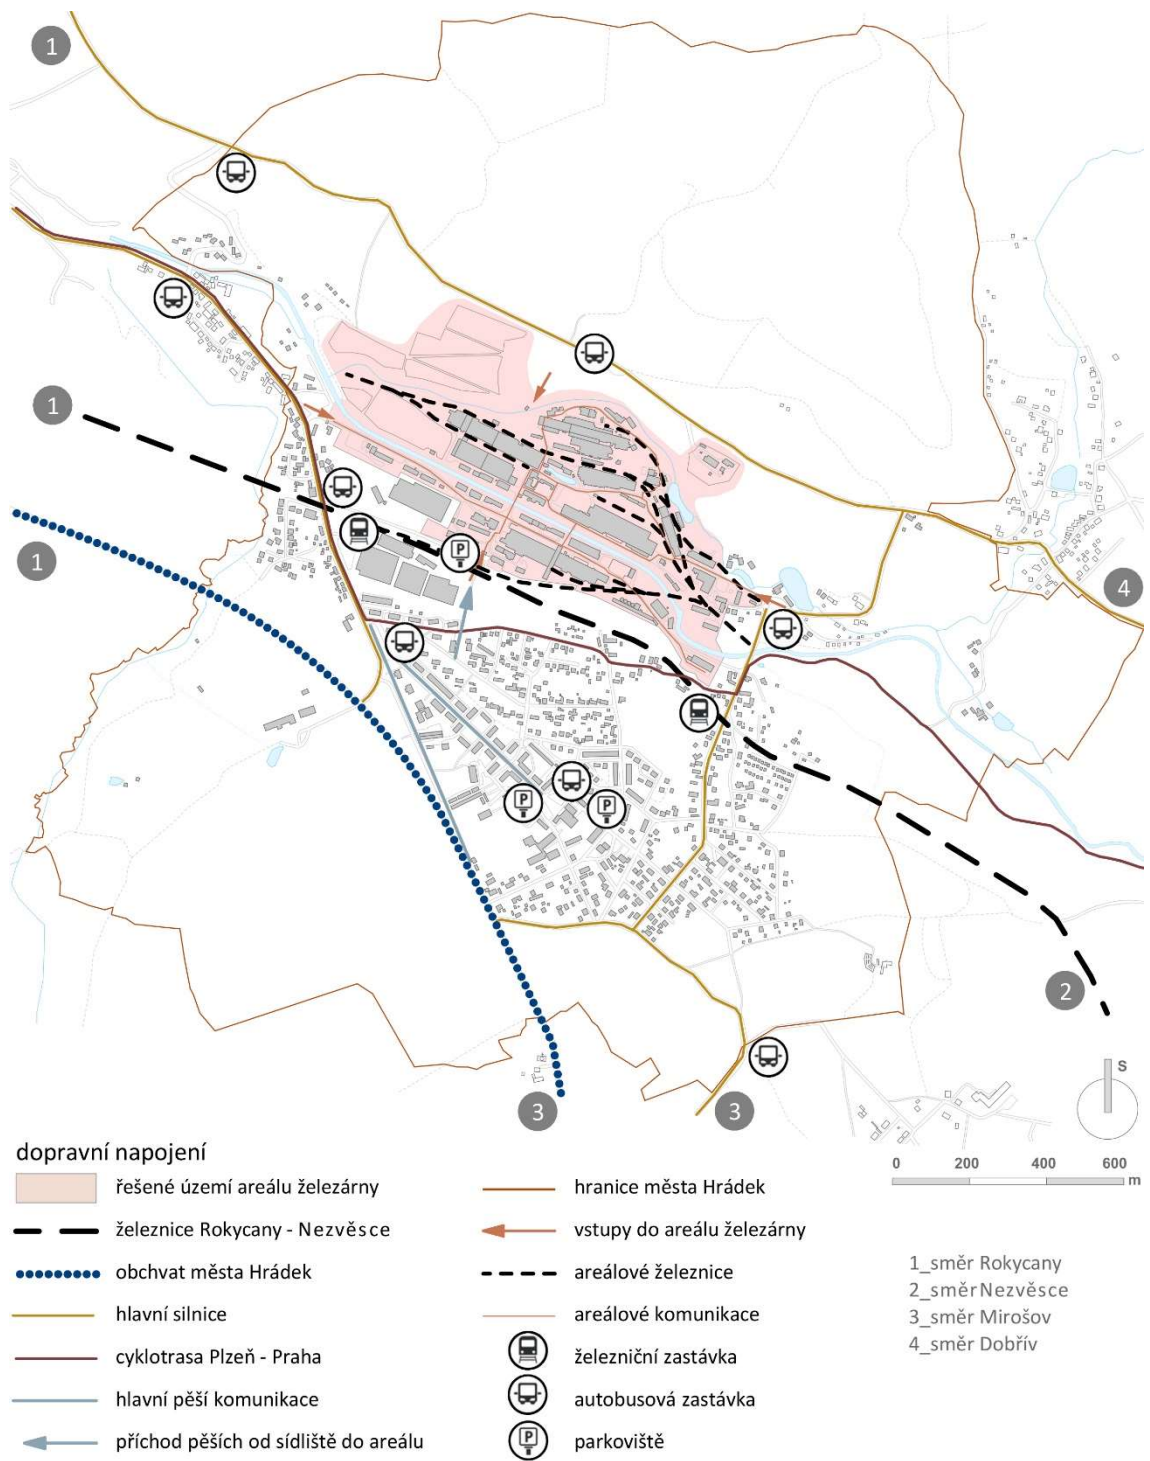 1
1
1
P
4
P
P
2
3
3
S
0 200 400 600
m
dopravní napojení
řešené území areálu železárny
železnice Rokycany - Nezvěsce
obchvat města Hrádek
hlavní silnice
cyklotrasa Plzeň - Praha
hlavní pěší komunikace
příchod pěších od sídliště do areálu
hranice města Hrádek
vstupy do areálu železárny
areálové železnice
areálové komunikace
železniční zastávka
autobusová zastávka
P
parkoviště
1_směr Rokycany
2_směr Nezvěsce
3_směr Mirošov
4_směr Dobřív